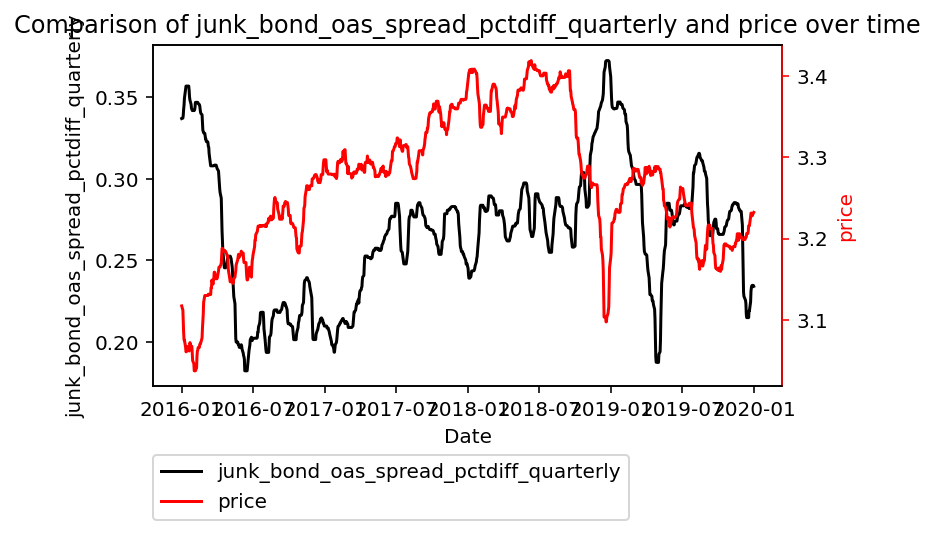 Comparison of junk_bond_oas_spread_pctdiff_quarterly and price over time
junk_bond_oas_spread_pctdiff_quarterly
0.35
0.30
0.25
0.20
3.4
3.3
3.2
3.1
price
2016-01 2016-07 2017-01 2017-07 2018-01 2018-07 2019-01 2019-07 2020-01
Date
junk_bond_oas_spread_pctdiff_quarterly
price